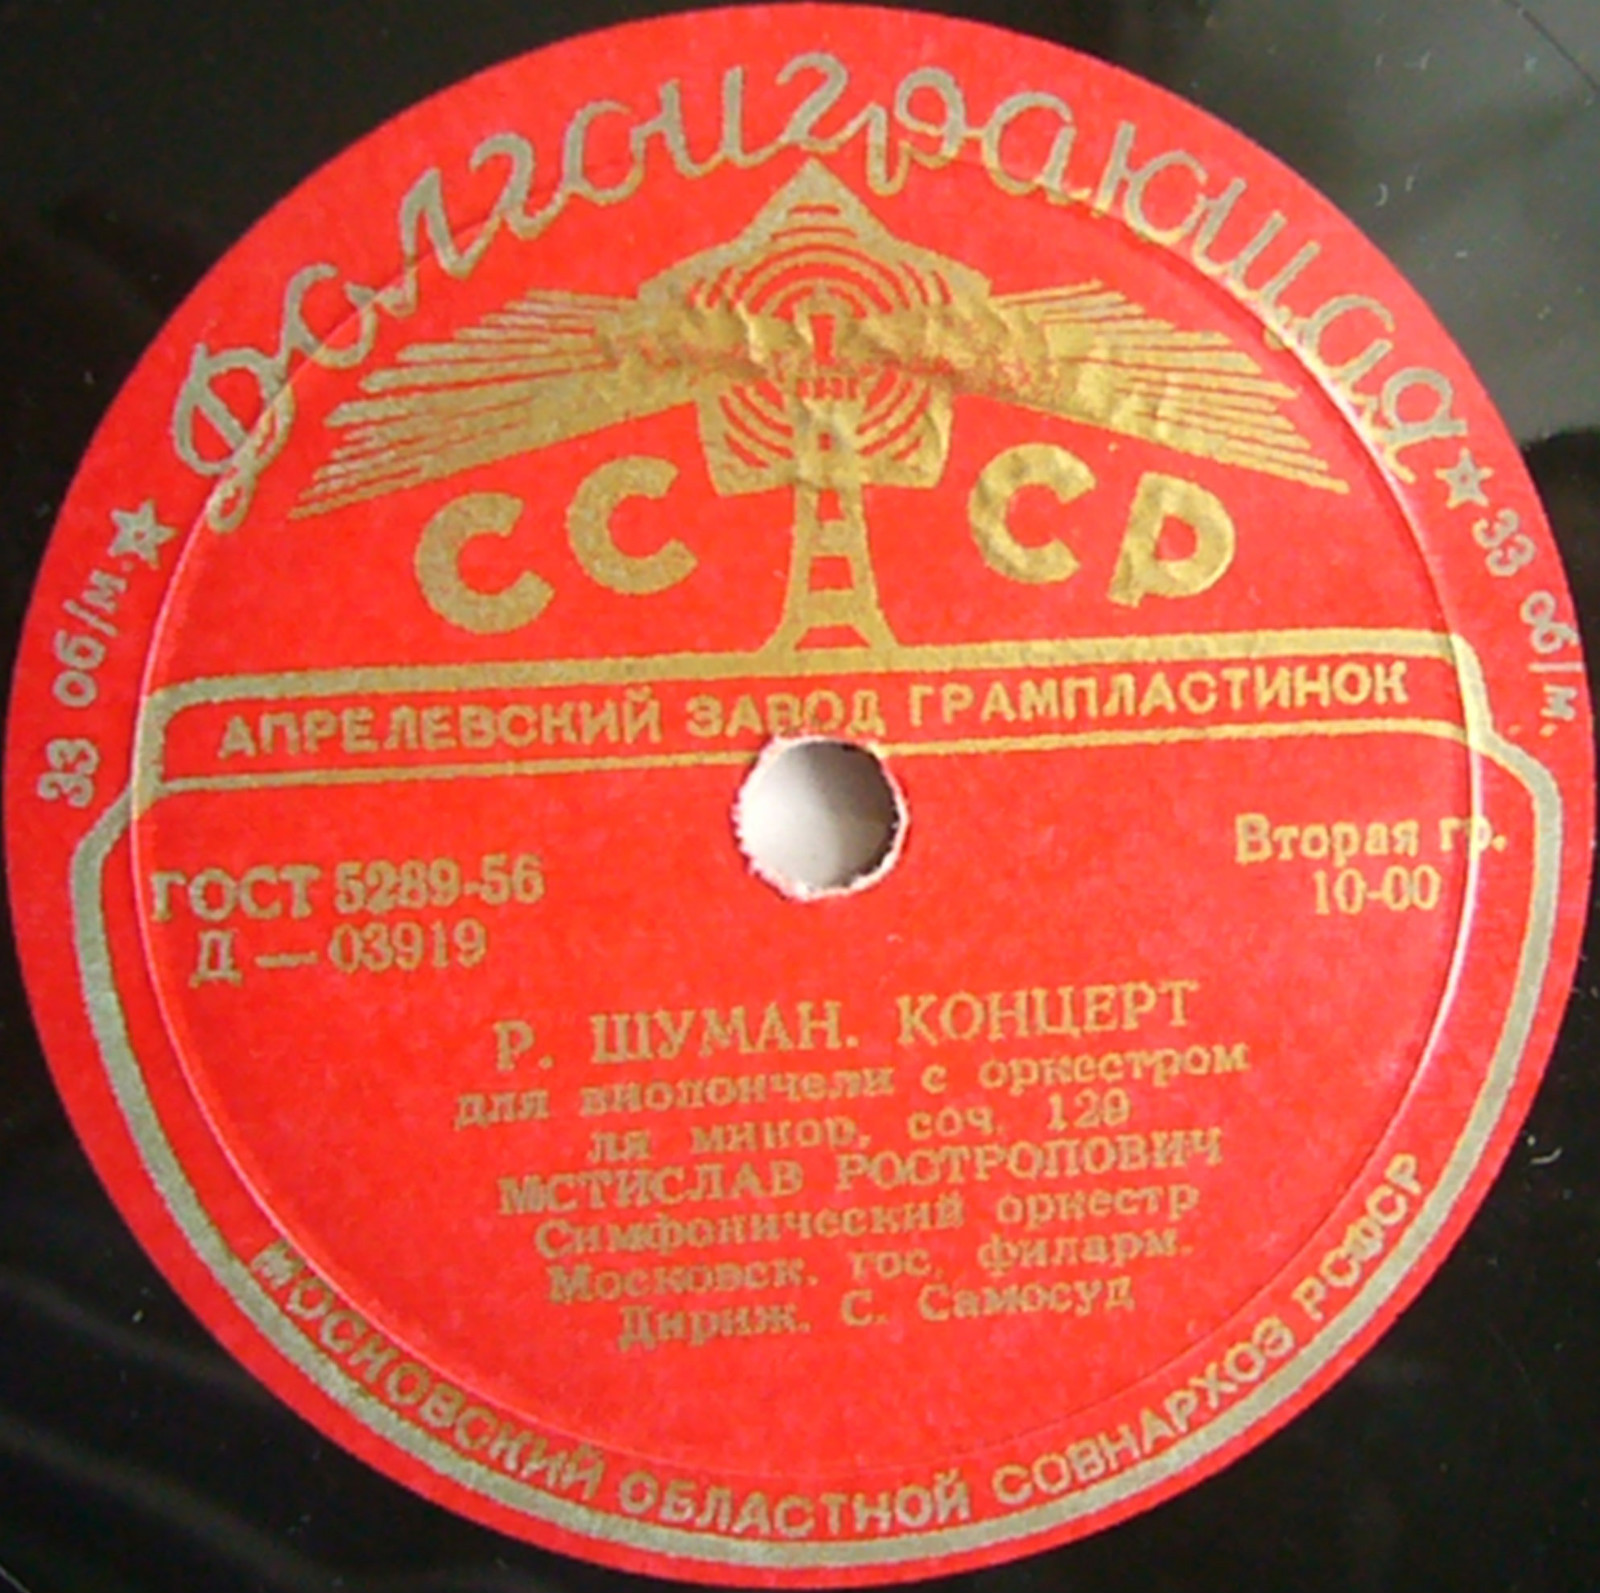 Долгоиграющая
33 об/м.
33 об/м.
СССР
АПРЕЛЕВСКИЙ ЗАВОД ГРАМПЛАСТИНОК
ГОСТ 5289-56
Д — 03919
Вторая гр.
10-00
Р. ШУМАН. КОНЦЕРТ
для виолончели с оркестром
ля минор, соч. 129
МСТИСЛАВ РОСТРОПОВИЧ
Симфонический оркестр
Московск. гос. филарм.
Дириж. С. Самосуд
МОСКОВСКИЙ ОБЛАСТНОЙ СОВНАРХОЗ РСФСР